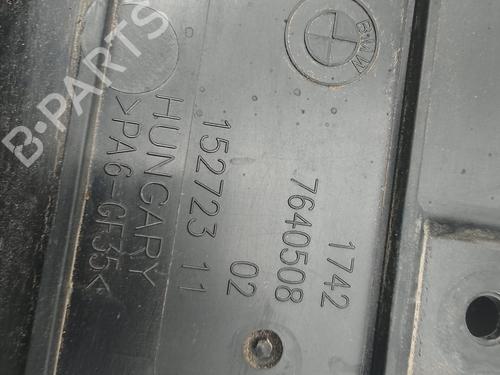 BMW
1742
7640508 02
152723 11
HUNGARY
>PA6-GF35<
B-PARTS